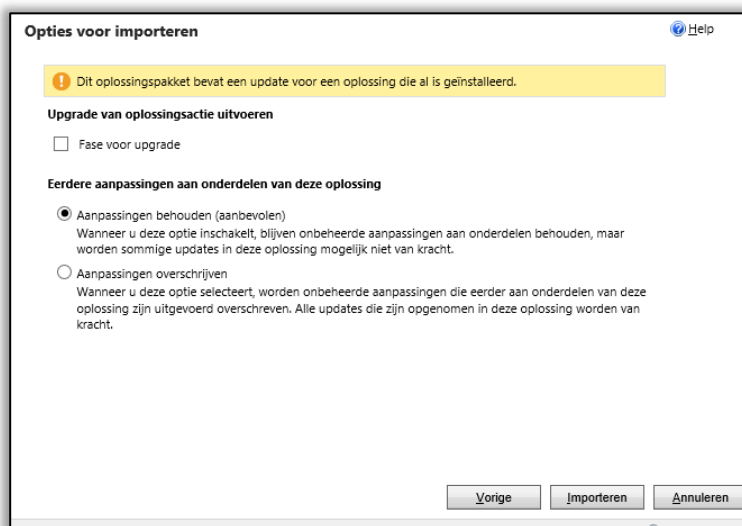 Opties voor importeren
Help
Dit oplossingspakket bevat een update voor een oplossing die al is geïnstalleerd.
Upgrade van oplossingsactie uitvoeren
Fase voor upgrade
Eerdere aanpassingen aan onderdelen van deze oplossing
Aanpassingen behouden (aanbevolen)
Wanneer u deze optie inschakelt, blijven onbeheerde aanpassingen aan onderdelen behouden, maar
worden sommige updates in deze oplossing mogelijk niet van kracht.
Aanpassingen overschrijven
Wanneer u deze optie selecteert, worden onbeheerde aanpassingen die eerder aan onderdelen van deze
oplossing zijn uitgevoerd overschreven. Alle updates die zijn opgenomen in deze oplossing worden van
kracht.
Vorige
Importeren
Annuleren